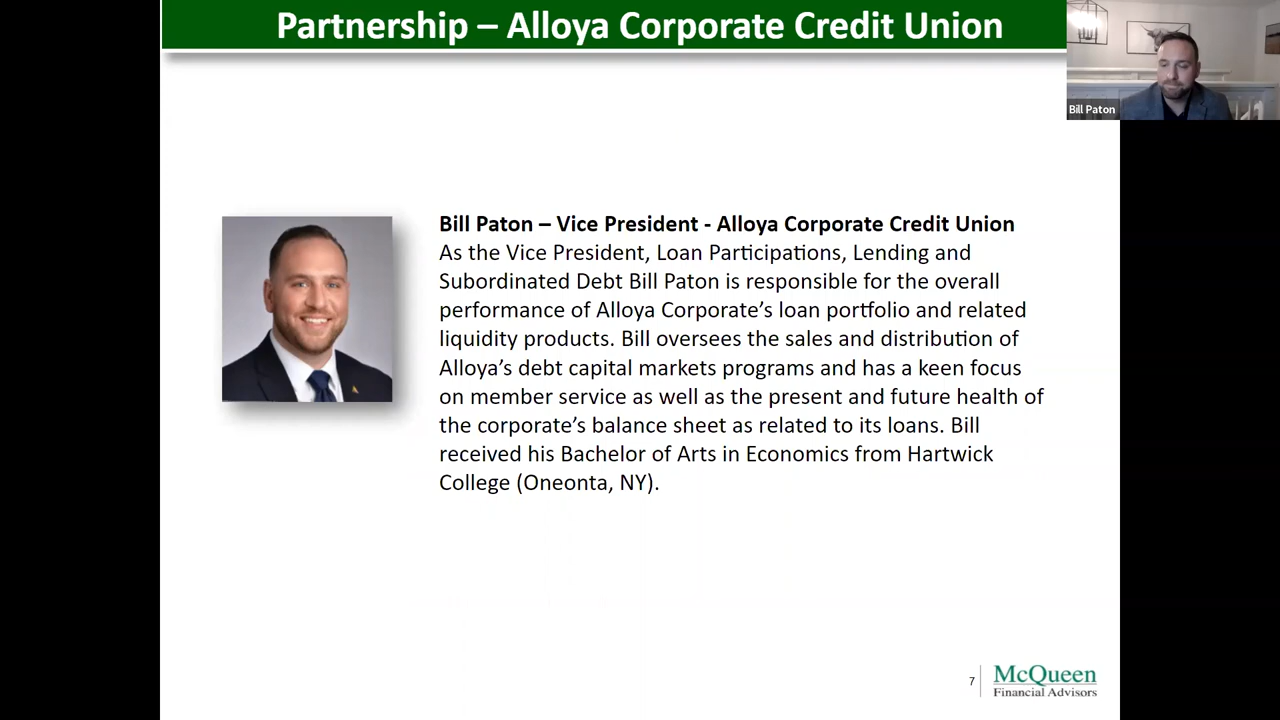 Partnership – Alloya Corporate Credit Union
Bill Paton
Bill Paton – Vice President - Alloya Corporate Credit Union
As the Vice President, Loan Participations, Lending and
Subordinated Debt Bill Paton is responsible for the overall
performance of Alloya Corporate’s loan portfolio and related
liquidity products. Bill oversees the sales and distribution of
Alloya’s debt capital markets programs and has a keen focus
on member service as well as the present and future health of
the corporate’s balance sheet as related to its loans. Bill
received his Bachelor of Arts in Economics from Hartwick
College (Oneonta, NY).
7
McQueen
Financial Advisors